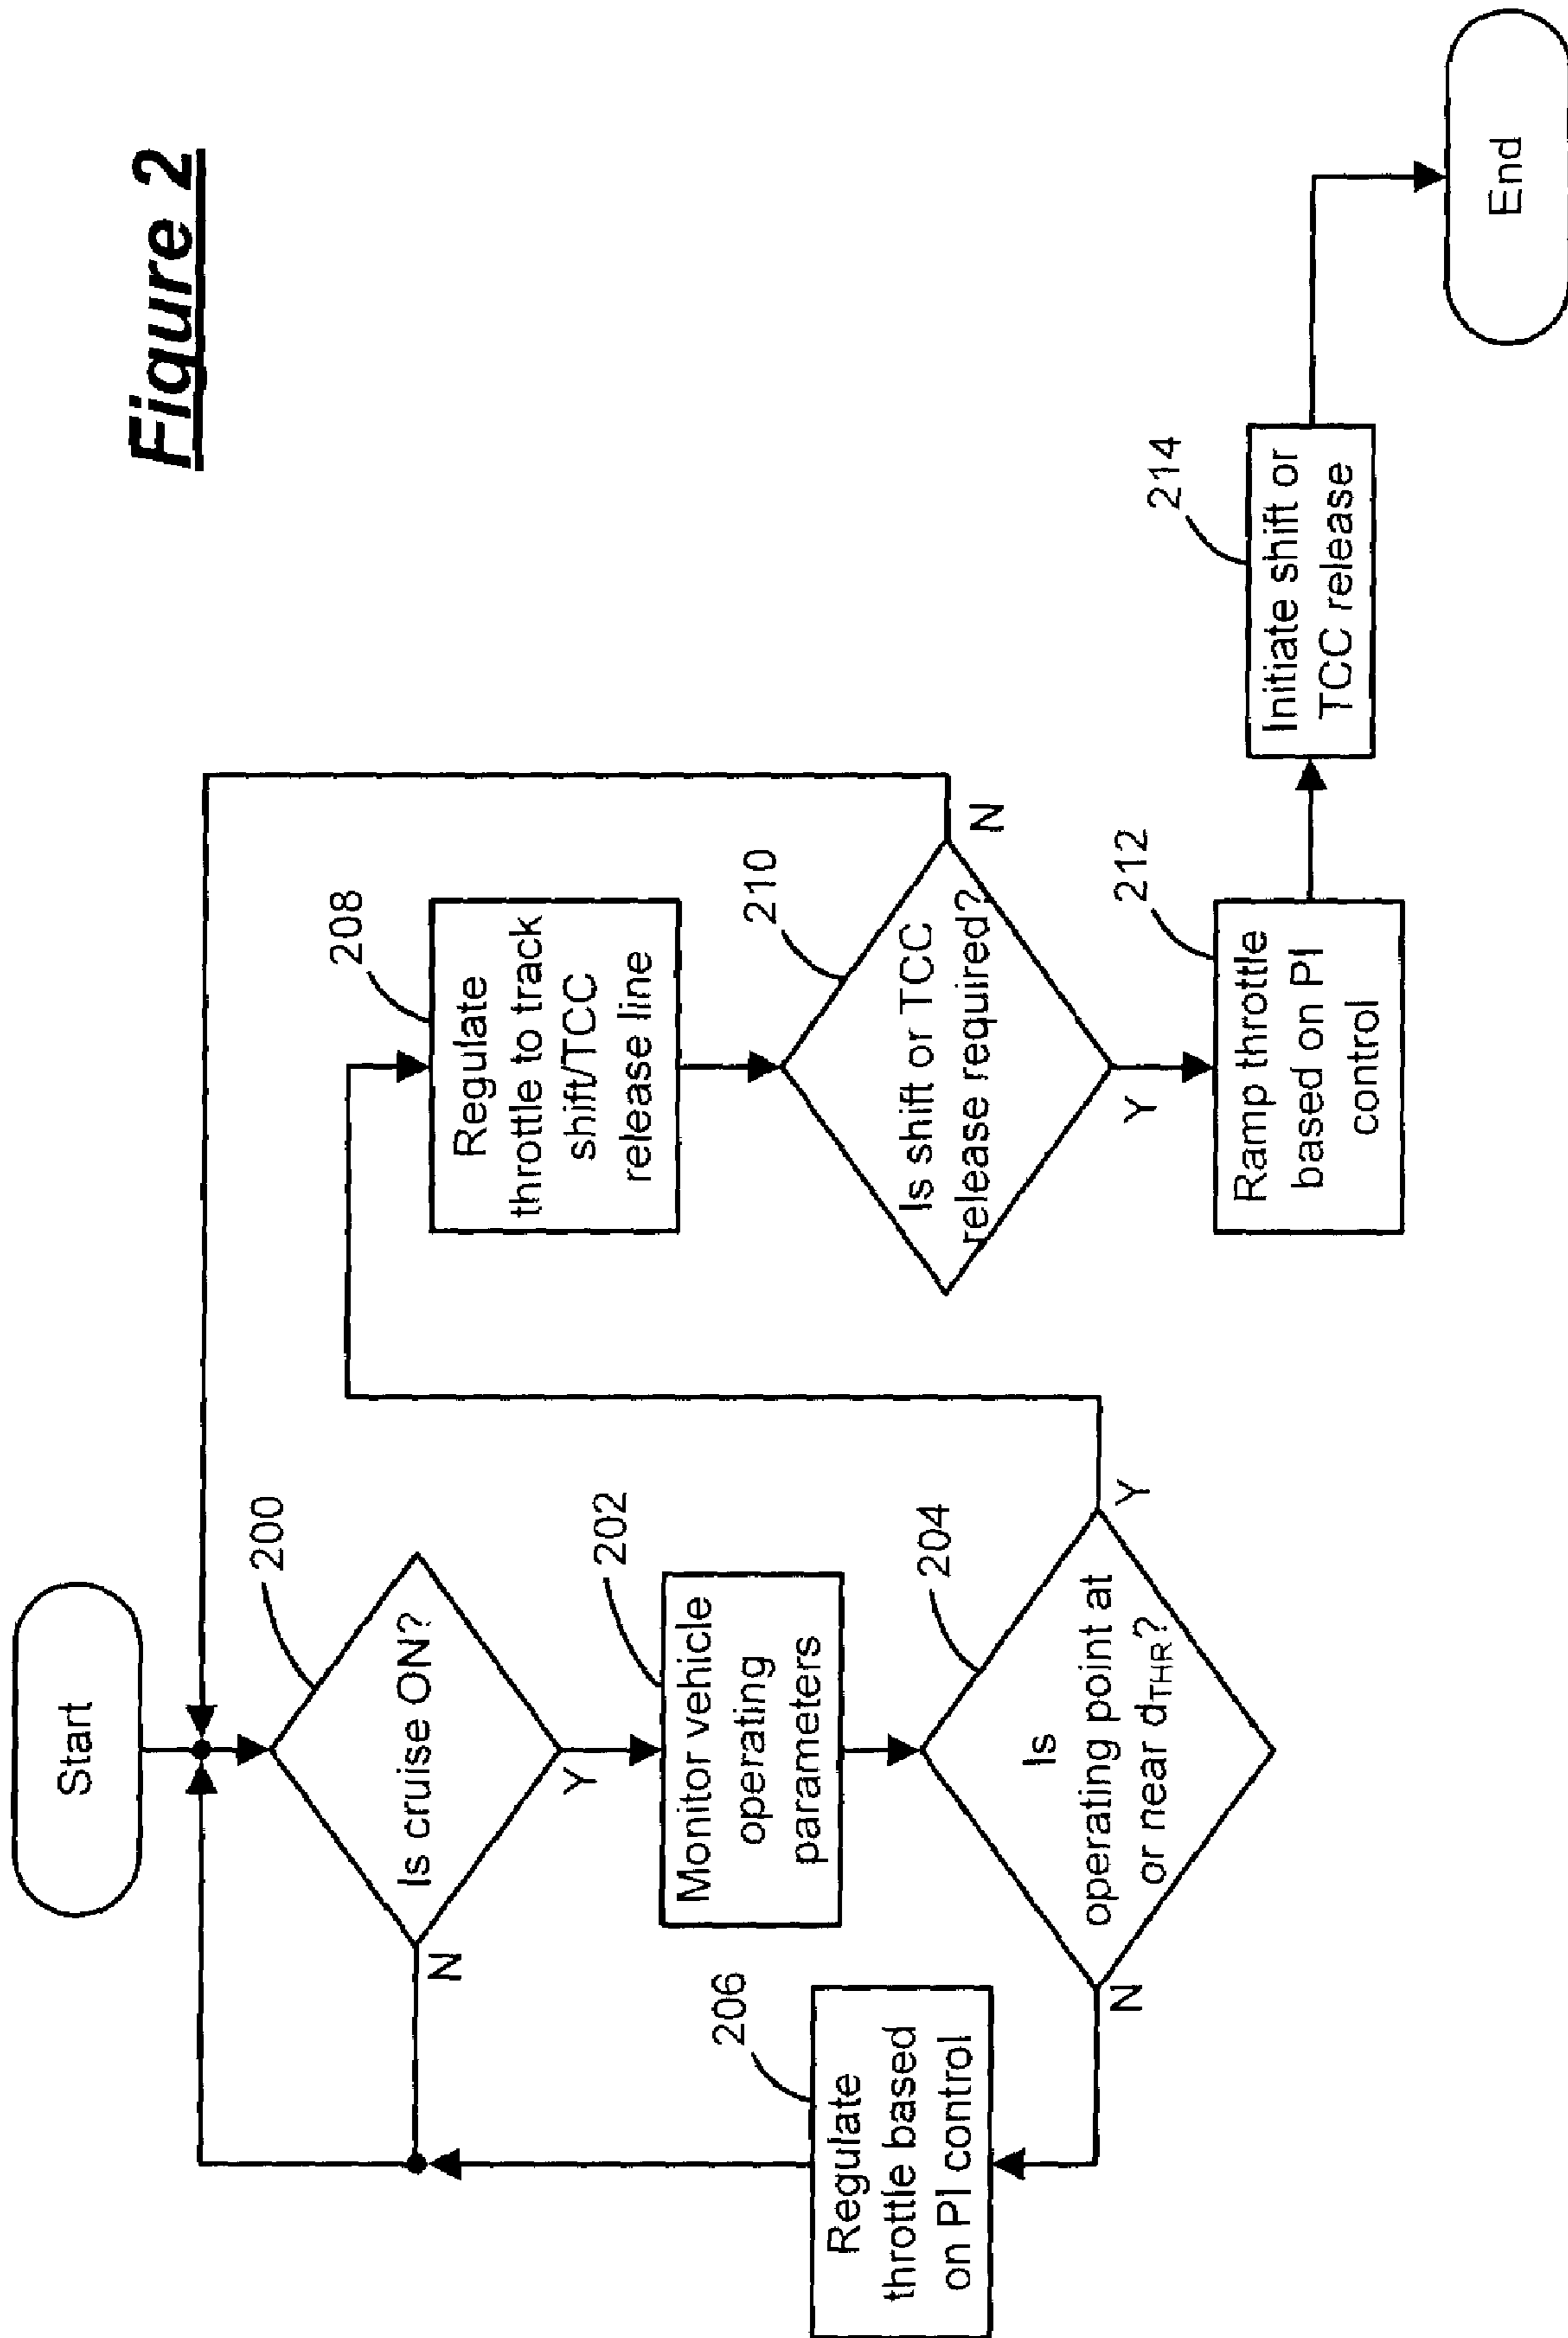 Figure 2
Start
200
Is cruise ON?
N
Y
202
Monitor vehicle
operating
parameters
204
Is
operating point at
or near dTHR?
N
Y
206
Regulate
throttle based
on PI control
208
Regulate
throttle to track
shift/TCC
release line
210
Is shift or TCC
release required?
N
Y
212
Ramp throttle
based on PI
control
214
Initiate shift or
TCC release
End